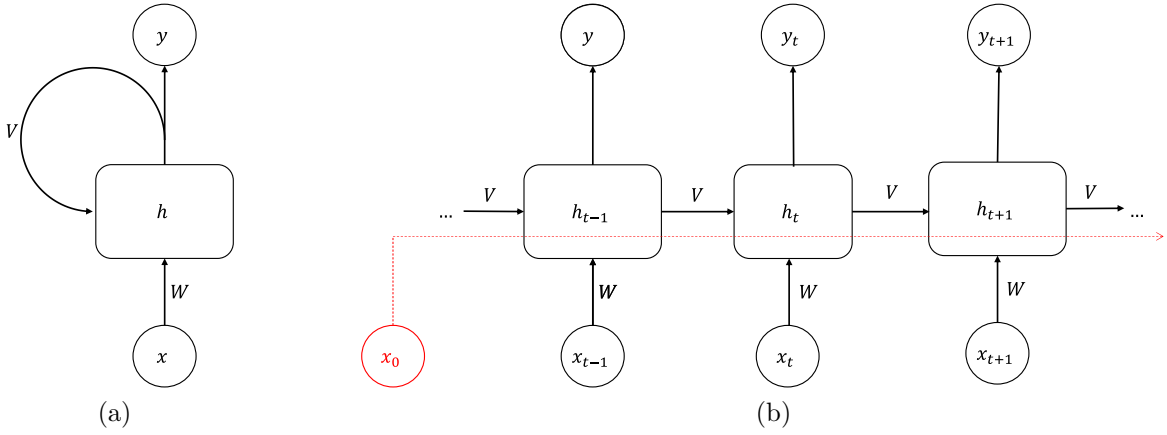 y y y_t y_{t+1}
V
V V V V
h ... h_{t-1} h_t h_{t+1} ...
W W W W
x x_0 x_{t-1} x_t x_{t+1}
(a) (b)